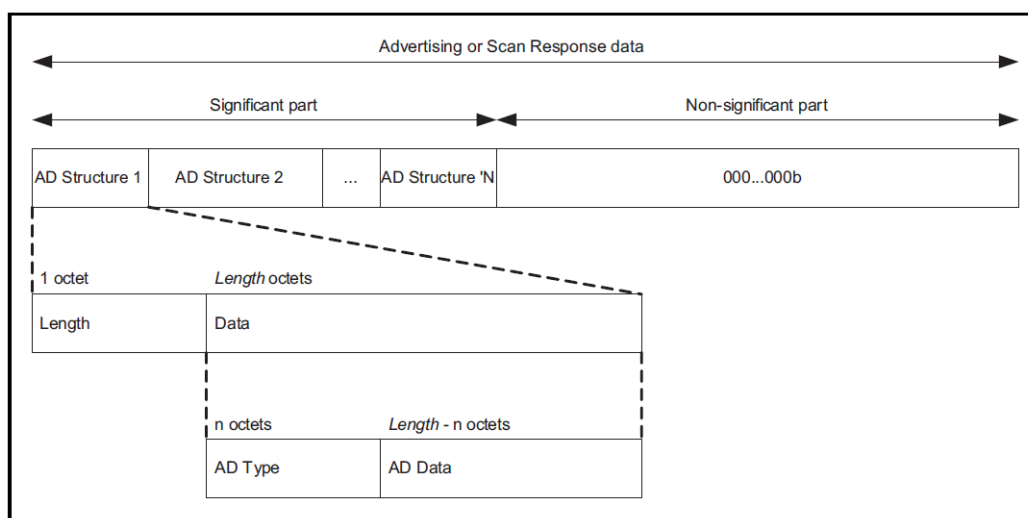 Advertising or Scan Response data
Significant part Non-significant part
AD Structure 1 AD Structure 2 ... AD Structure 'N 000...000b
1 octet Length octets
Length Data
n octets Length - n octets
AD Type AD Data